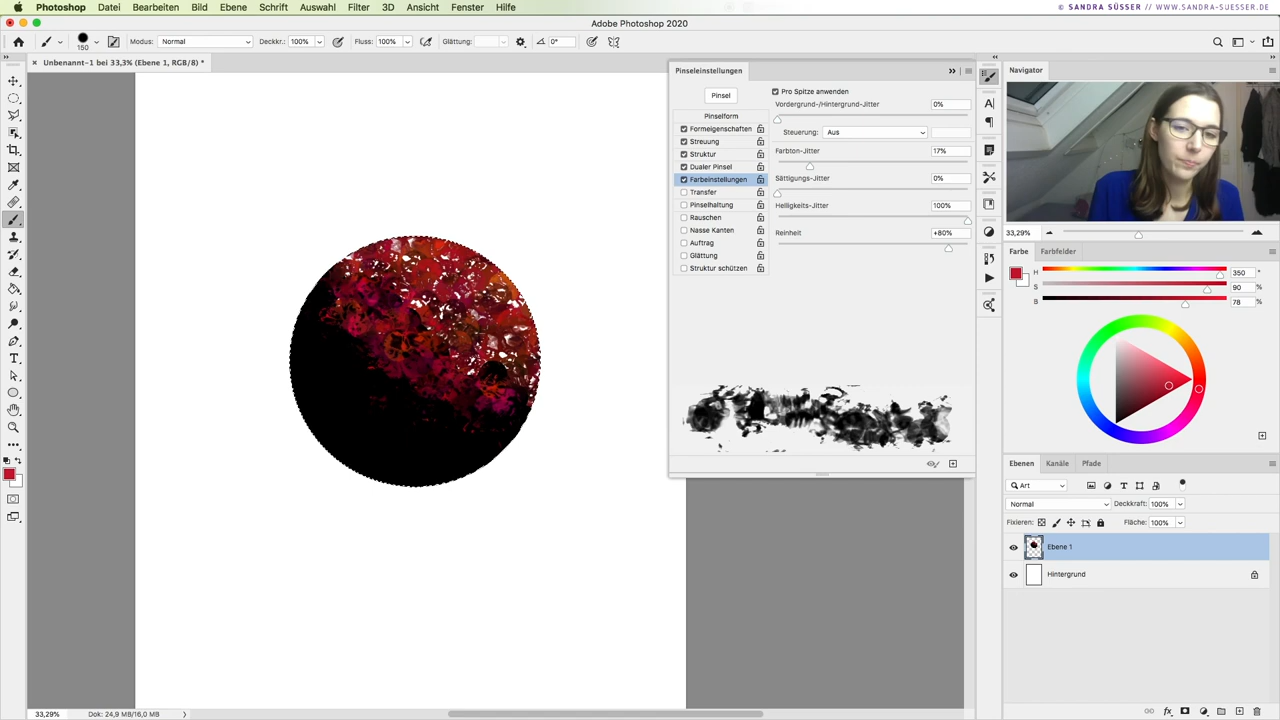 Photoshop Datei Bearbeiten Bild Ebene Schrift Auswahl Filter 3D Ansicht Fenster Hilfe
© SANDRA SÜSSER // WWW.SANDRA-SUESSER.DE
Adobe Photoshop 2020
150 Modus: Normal Deckkr.: 100% Fluss: 100% Glättung: 0°
Unbenannt-1 bei 33,3% (Ebene 1, RGB/8) *
Pinseleinstellungen
Pinsel
Pinselform
Formeigenschaften
Streuung
Struktur
Dualer Pinsel
Farbeinstellungen
Transfer
Pinselhaltung
Rauschen
Nasse Kanten
Auftrag
Glättung
Struktur schützen
Pro Spitze anwenden
Vordergrund-/Hintergrund-Jitter 0%
Steuerung: Aus
Farbton-Jitter 17%
Sättigungs-Jitter 0%
Helligkeits-Jitter 100%
Reinheit +80%
Navigator
33,29%
Farbe Farbfelder
H 350 °
S 90 %
B 78 %
Ebenen Kanäle Pfade
Art
Normal Deckkraft: 100%
Fixieren: Fläche: 100%
Ebene 1
Hintergrund
33,29% Dok: 24,9 MB/16,0 MB